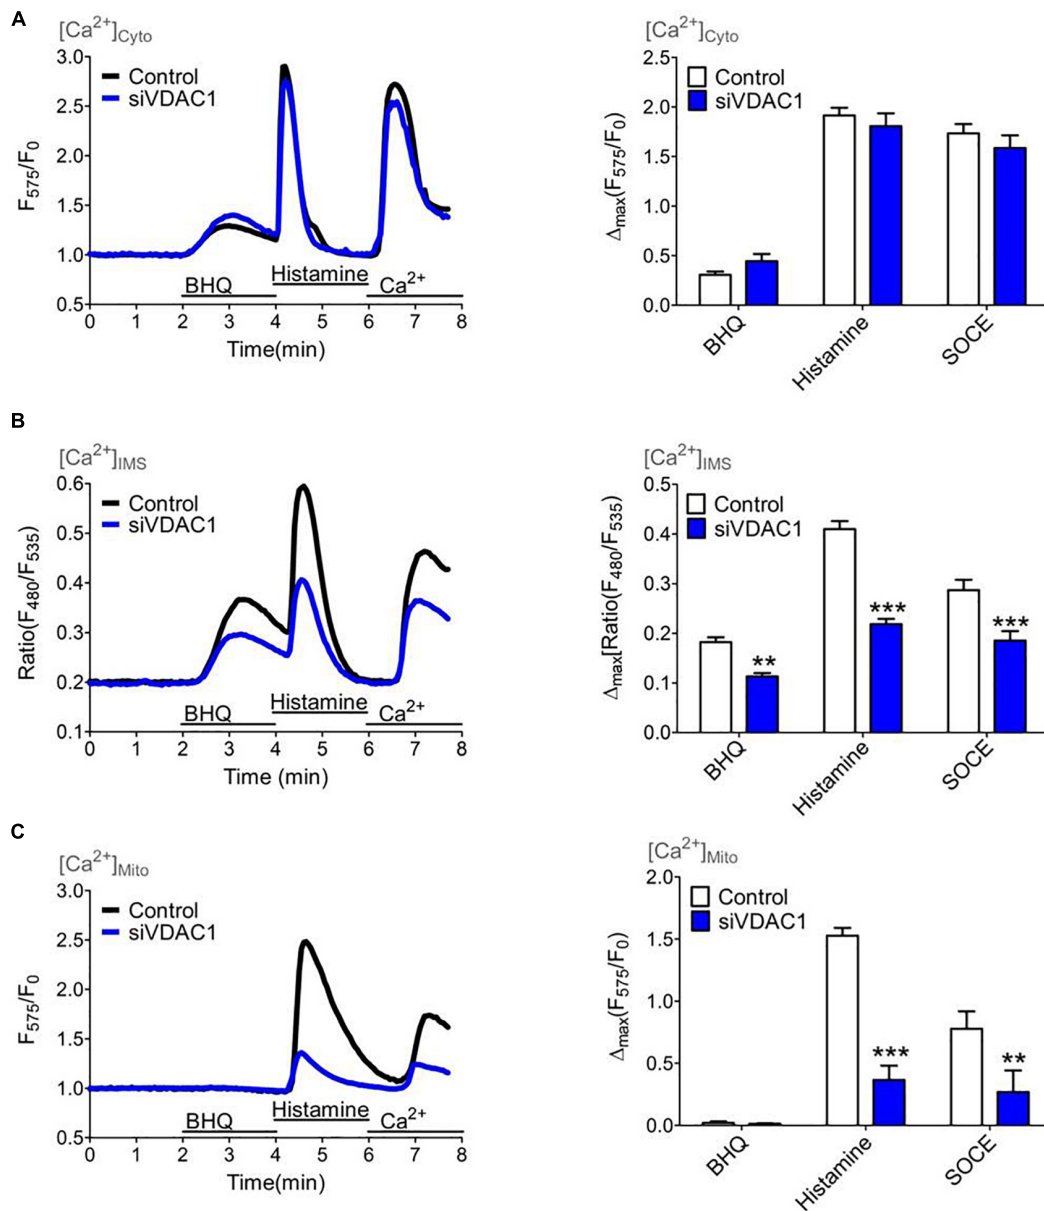 A
[Ca²⁺]Cyto
Control
siVDAC1
F₅₇₅/F₀
3.0
2.5
2.0
1.5
1.0
0.5
BHQ
Histamine
Ca²⁺
0 1 2 3 4 5 6 7 8
Time(min)
[Ca²⁺]Cyto
Control
siVDAC1
Δmax(F₅₇₅/F₀)
2.5
2.0
1.5
1.0
0.5
0.0
BHQ
Histamine
SOCE
B
[Ca²⁺]IMS
Control
siVDAC1
Ratio(F₄₈₀/F₅₃₅)
0.6
0.5
0.4
0.3
0.2
0.1
BHQ
Histamine
Ca²⁺
0 1 2 3 4 5 6 7 8
Time (min)
[Ca²⁺]IMS
Control
siVDAC1
Δmax[Ratio(F₄₈₀/F₅₃₅)
0.5
0.4
0.3
0.2
0.1
0.0
**
***
***
BHQ
Histamine
SOCE
C
[Ca²⁺]Mito
Control
siVDAC1
F₅₇₅/F₀
3.0
2.5
2.0
1.5
1.0
0.5
BHQ
Histamine
Ca²⁺
0 1 2 3 4 5 6 7 8
Time(min)
[Ca²⁺]Mito
Control
siVDAC1
Δmax(F₅₇₅/F₀)
2.0
1.5
1.0
0.5
0.0
***
**
BHQ
Histamine
SOCE